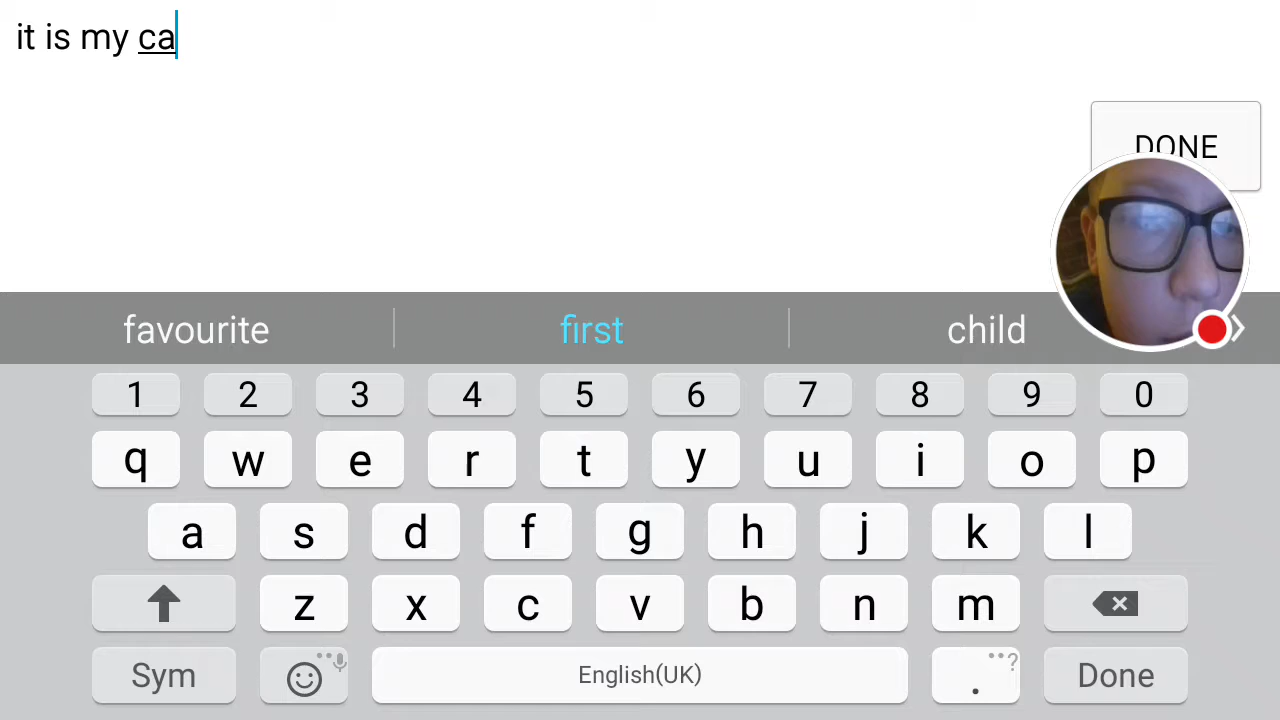 it is my ca
DONE
favourite first child
1 2 3 4 5 6 7 8 9 0
q w e r t y u i o p
a s d f g h j k l
z x c v b n m
Sym English(UK) ? . Done